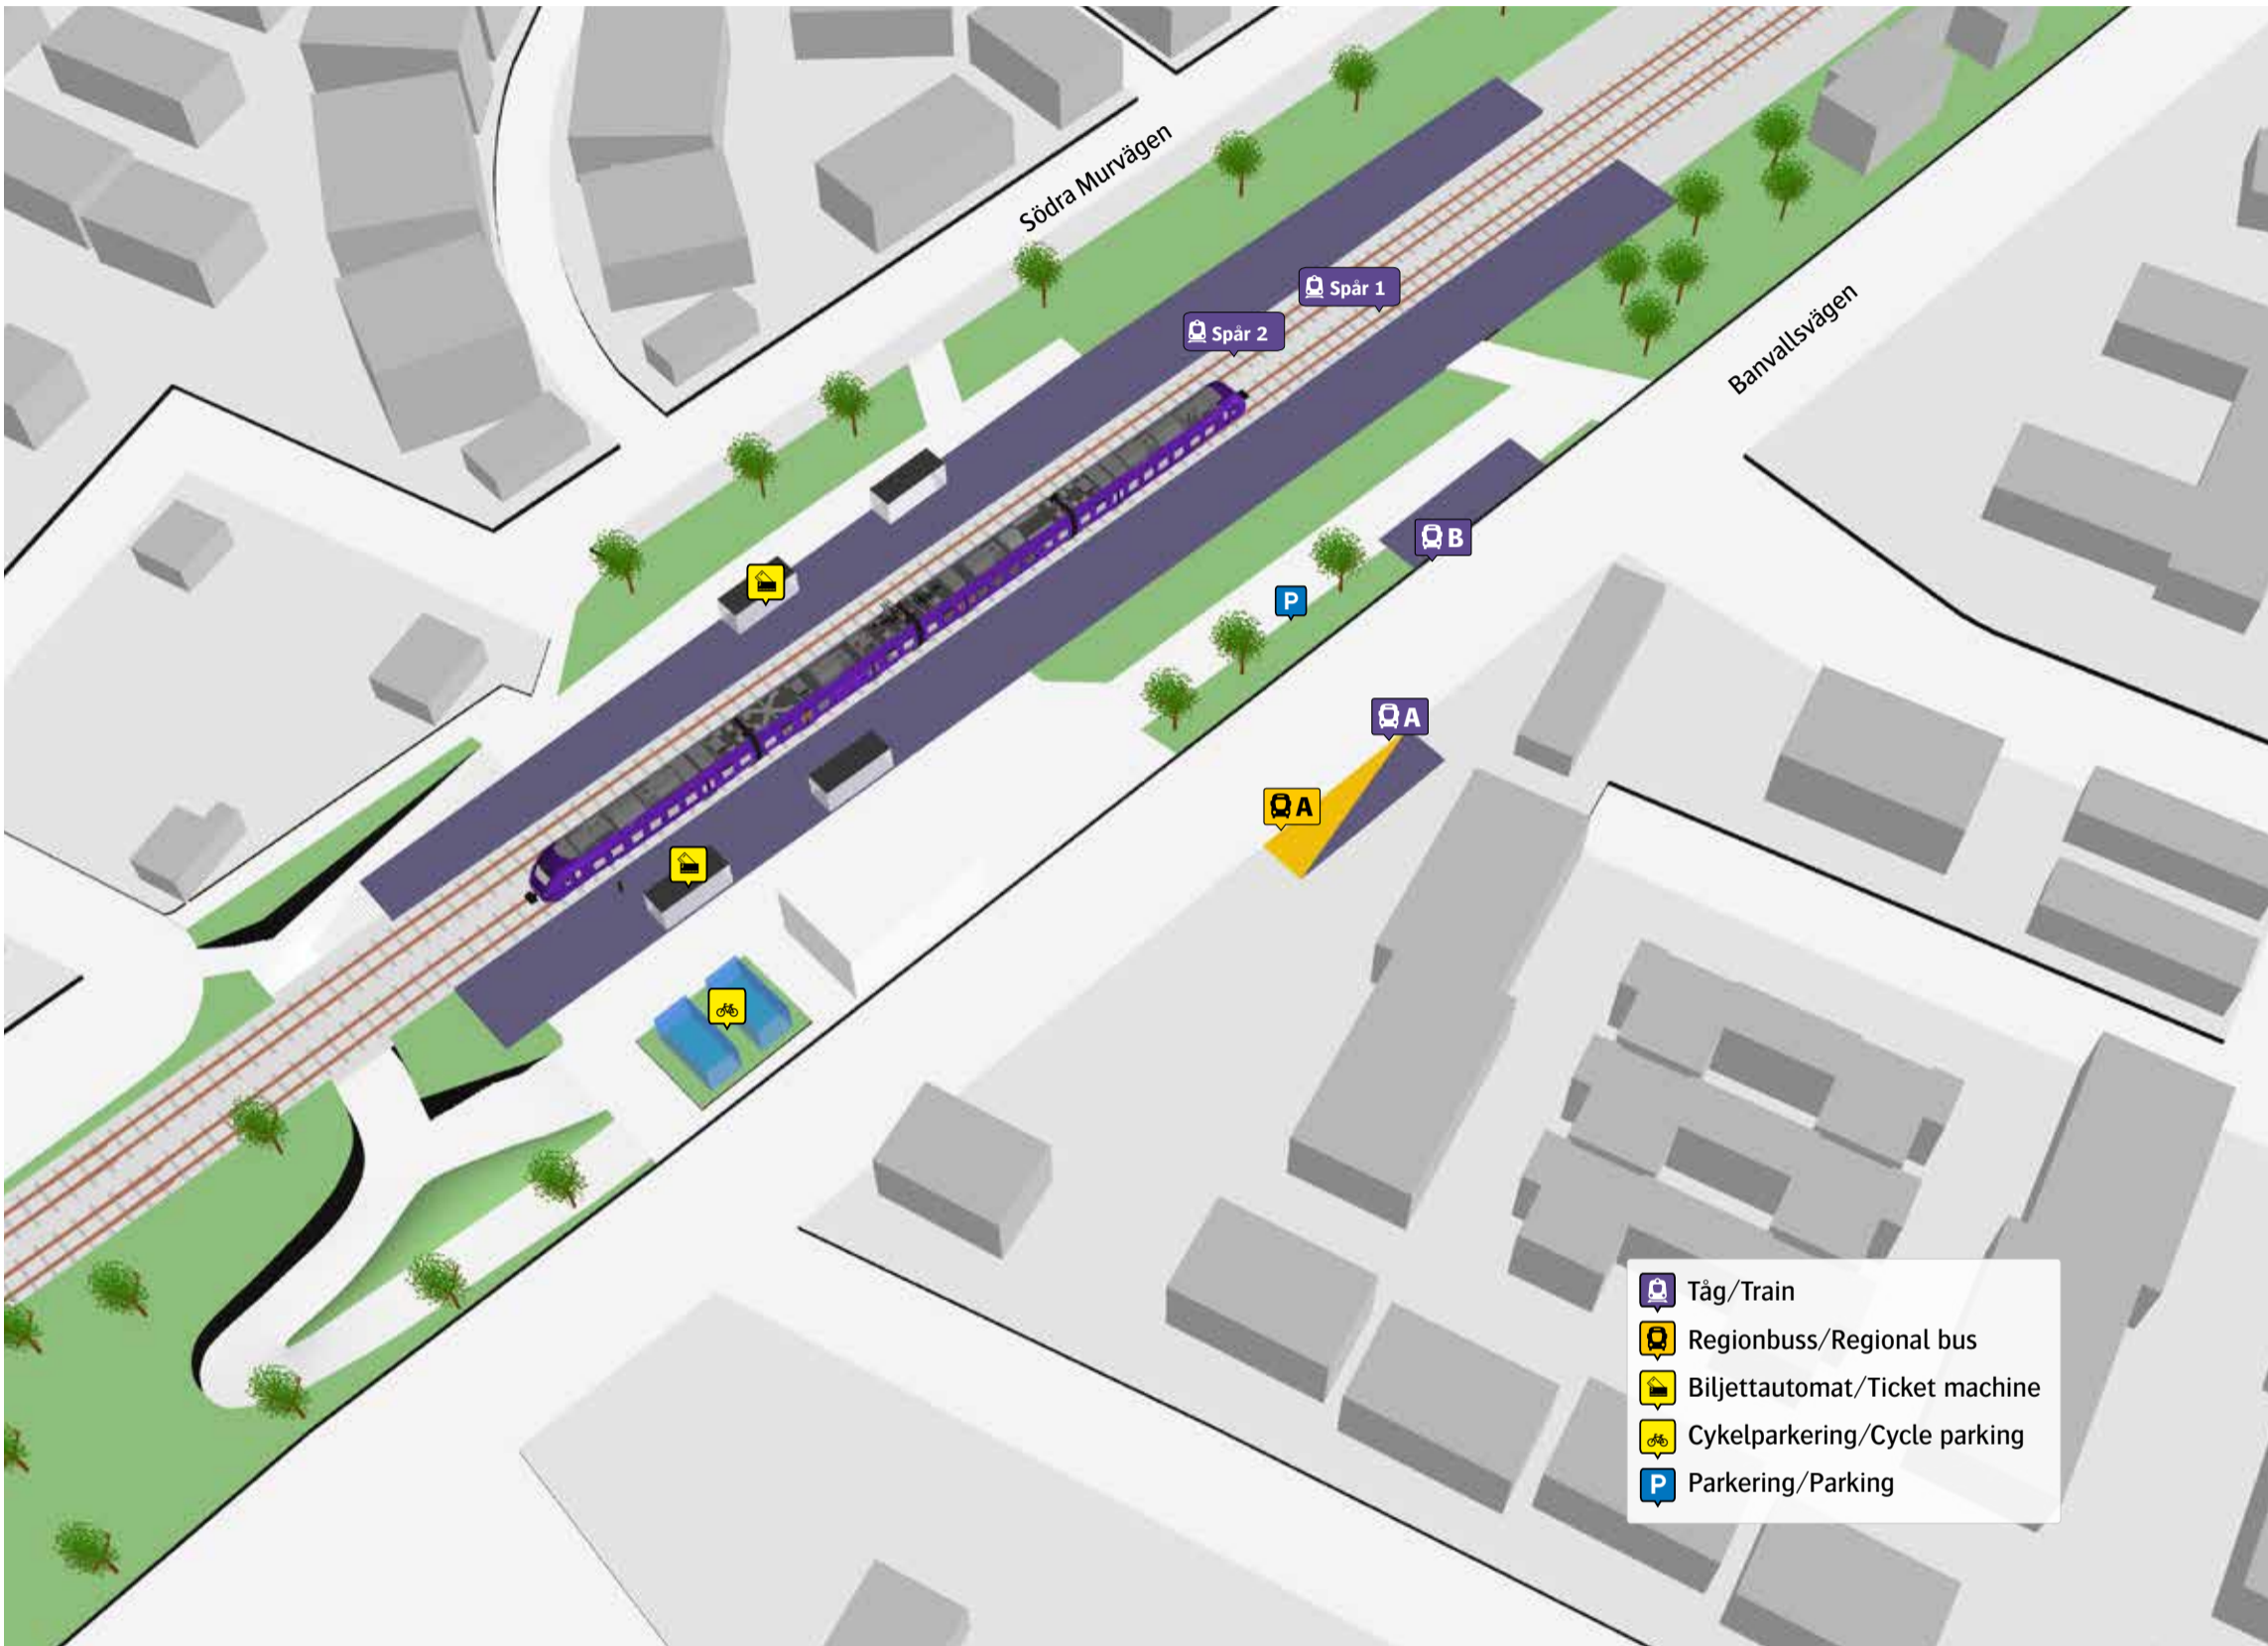 Södra Murvägen
Spår 1
Spår 2
Banvallsvägen
B
P
A
A
Tåg/Train
Regionbuss/Regional bus
Biljettautomat/Ticket machine
Cykelparkering/Cycle parking
P Parkering/Parking